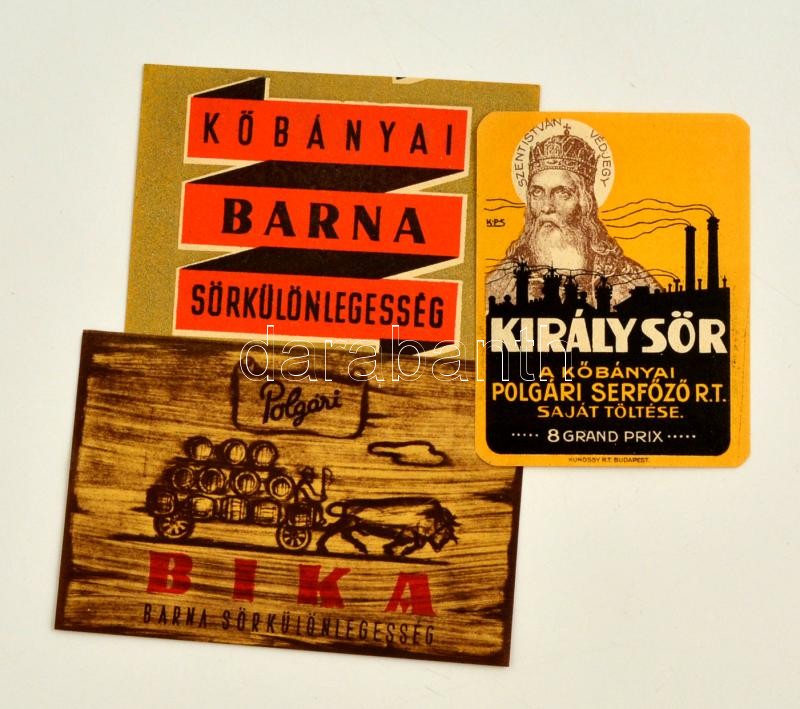 KŐBÁNYAI
BARNA
SÖRKÜLÖNLEGESSÉG
SZENT ISTVÁN VÉDJEGY
K.P.S
KIRÁLY SÖR
A KŐBÁNYAI
POLGÁRI SERFŐZŐ R.T.
SAJÁT TÖLTÉSE.
..... 8 GRAND PRIX .....
KUNOSSY R.T. BUDAPEST.
darabanth
Polgári
BIKA
BARNA SÖRKÜLÖNLEGESSÉG